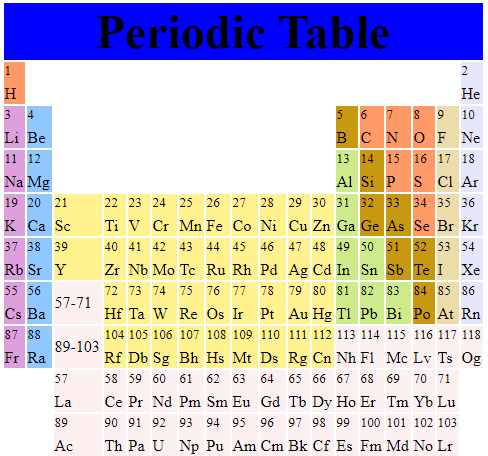 Periodic Table
1 2
H He
3 4 5 6 7 8 9 10
Li Be B C N O F Ne
11 12 13 14 15 16 17 18
Na Mg Al Si P S Cl Ar
19 20 21 22 23 24 25 26 27 28 29 30 31 32 33 34 35 36
K Ca Sc Ti V Cr Mn Fe Co Ni Cu Zn Ga Ge As Se Br Kr
37 38 39 40 41 42 43 44 45 46 47 48 49 50 51 52 53 54
Rb Sr Y Zr Nb Mo Tc Ru Rh Pd Ag Cd In Sn Sb Te I Xe
55 56 57-71 72 73 74 75 76 77 78 79 80 81 82 83 84 85 86
Cs Ba Hf Ta W Re Os Ir Pt Au Hg Tl Pb Bi Po At Rn
87 88 89-103 104 105 106 107 108 109 110 111 112 113 114 115 116 117 118
Fr Ra Rf Db Sg Bh Hs Mt Ds Rg Cn Nh Fl Mc Lv Ts Og
57 58 59 60 61 62 63 64 65 66 67 68 69 70 71
La Ce Pr Nd Pm Sm Eu Gd Tb Dy Ho Er Tm Yb Lu
89 90 91 92 93 94 95 96 97 98 99 100 101 102 103
Ac Th Pa U Np Pu Am Cm Bk Cf Es Fm Md No Lr